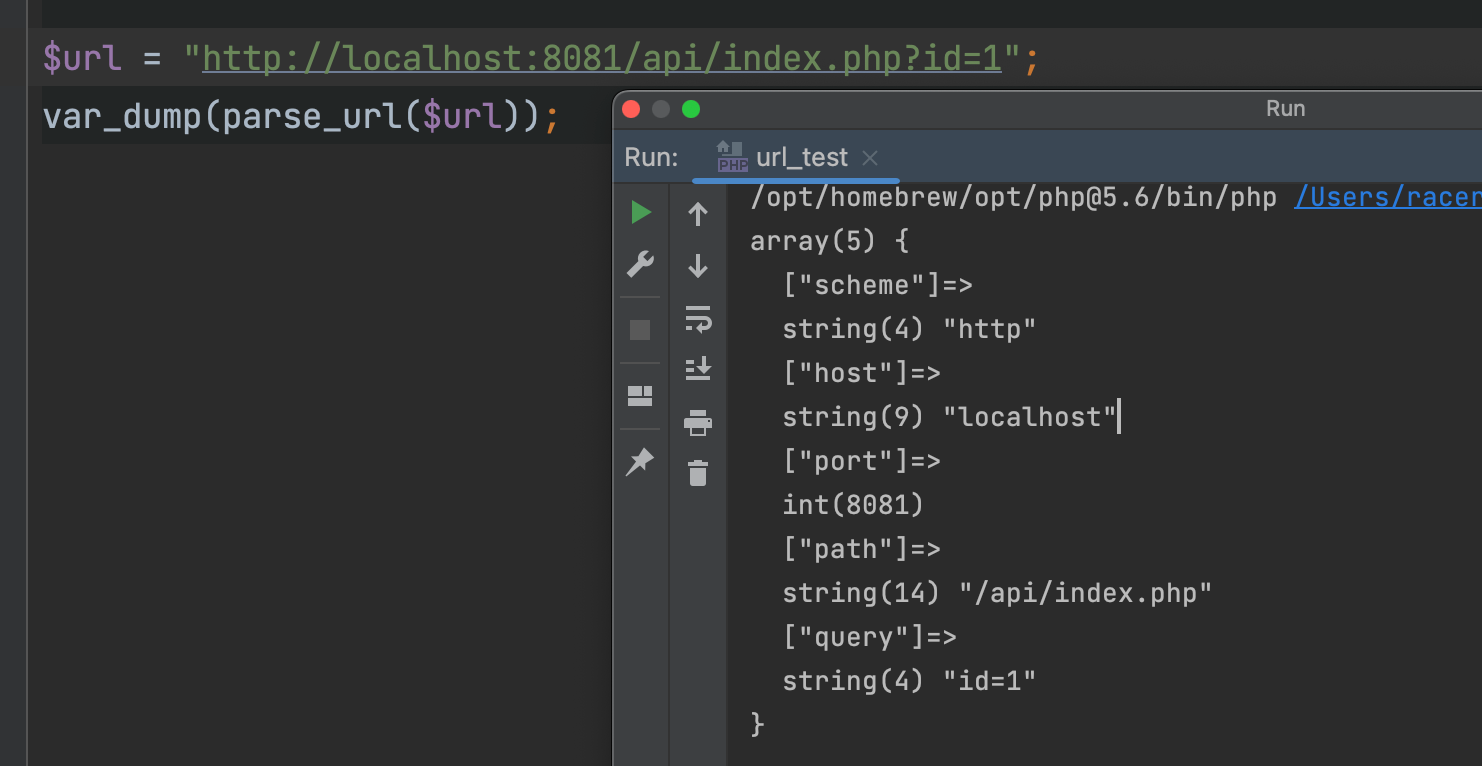 $url = "http://localhost:8081/api/index.php?id=1";
var_dump(parse_url($url));
Run
Run:
PHP
url_test
/opt/homebrew/opt/php@5.6/bin/php /Users/racer
array(5) {
["scheme"]=>
string(4) "http"
["host"]=>
string(9) "localhost"
["port"]=>
int(8081)
["path"]=>
string(14) "/api/index.php"
["query"]=>
string(4) "id=1"
}